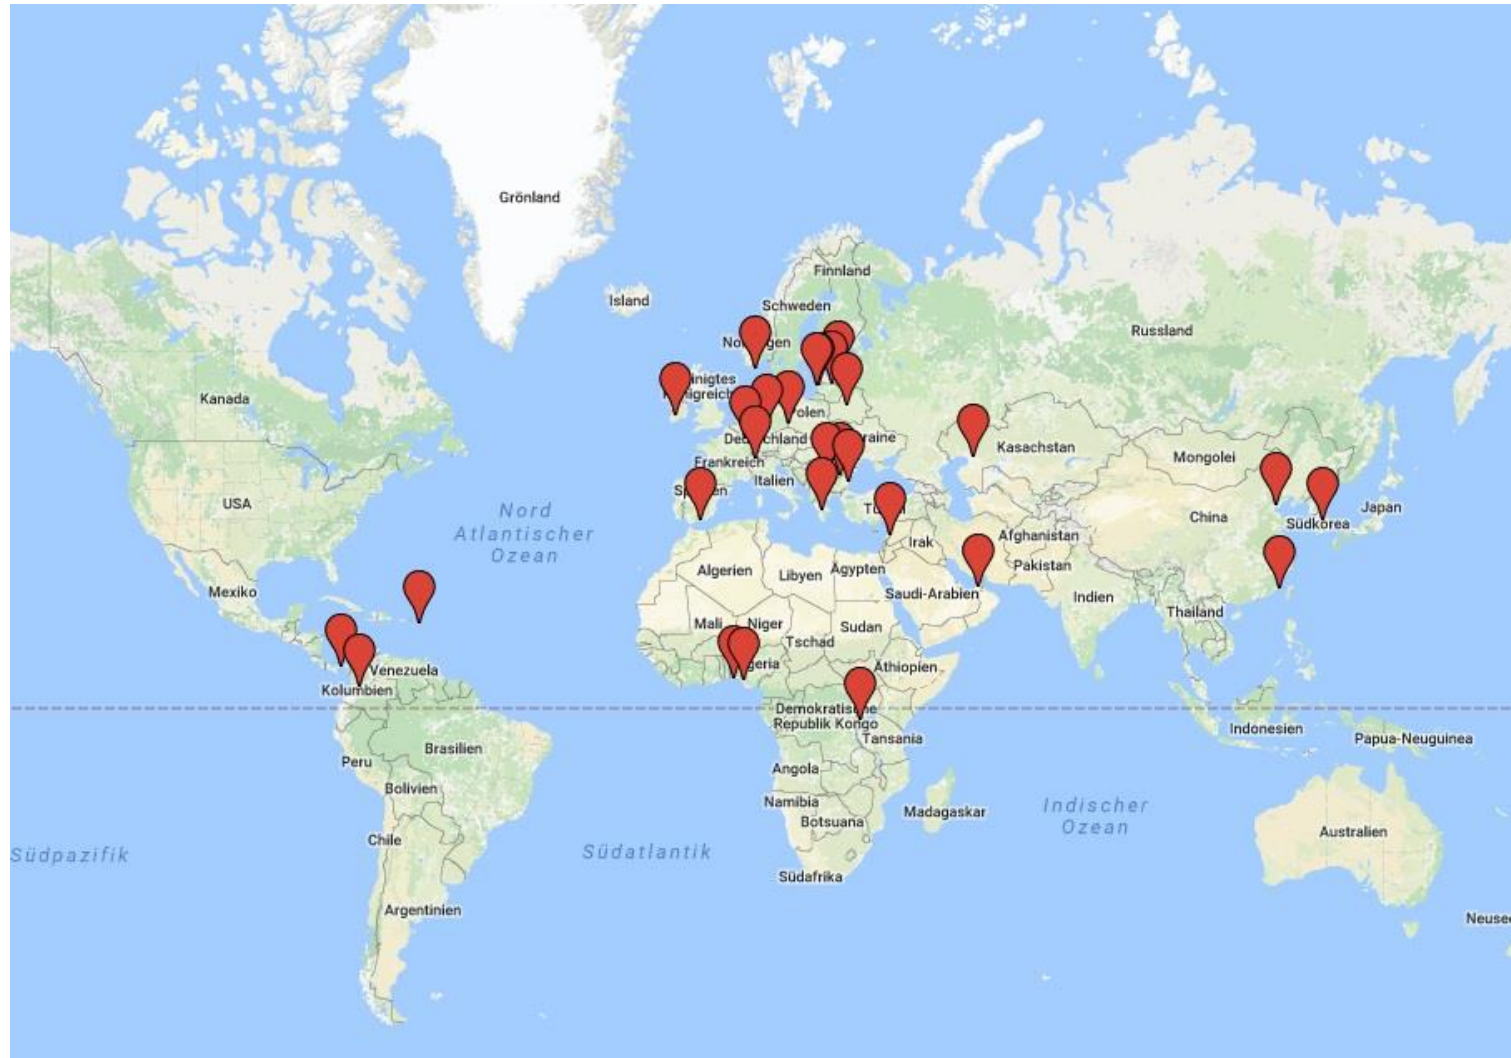 Grönland
Finnland
Island
Schweden
Russland
Kanada
Polen
Kasachstan
Mongolei
Frankreich
Italien
USA
Nord
Atlantischer
Ozean
China
Japan
Südkorea
Irak
Afghanistan
Pakistan
Algerien
Libyen
Ägypten
Saudi-Arabien
Indien
Mexiko
Thailand
Mali
Niger
Sudan
Tschad
Äthiopien
Venezuela
Kolumbien
Demokratische
Republik Kongo
Tansania
Indonesien
Papua-Neuguinea
Brasilien
Peru
Angola
Bolivien
Namibia
Botsuana
Madagaskar
Indischer
Ozean
Australien
Chile
Südpazifik
Südatlantik
Südafrika
Argentinien